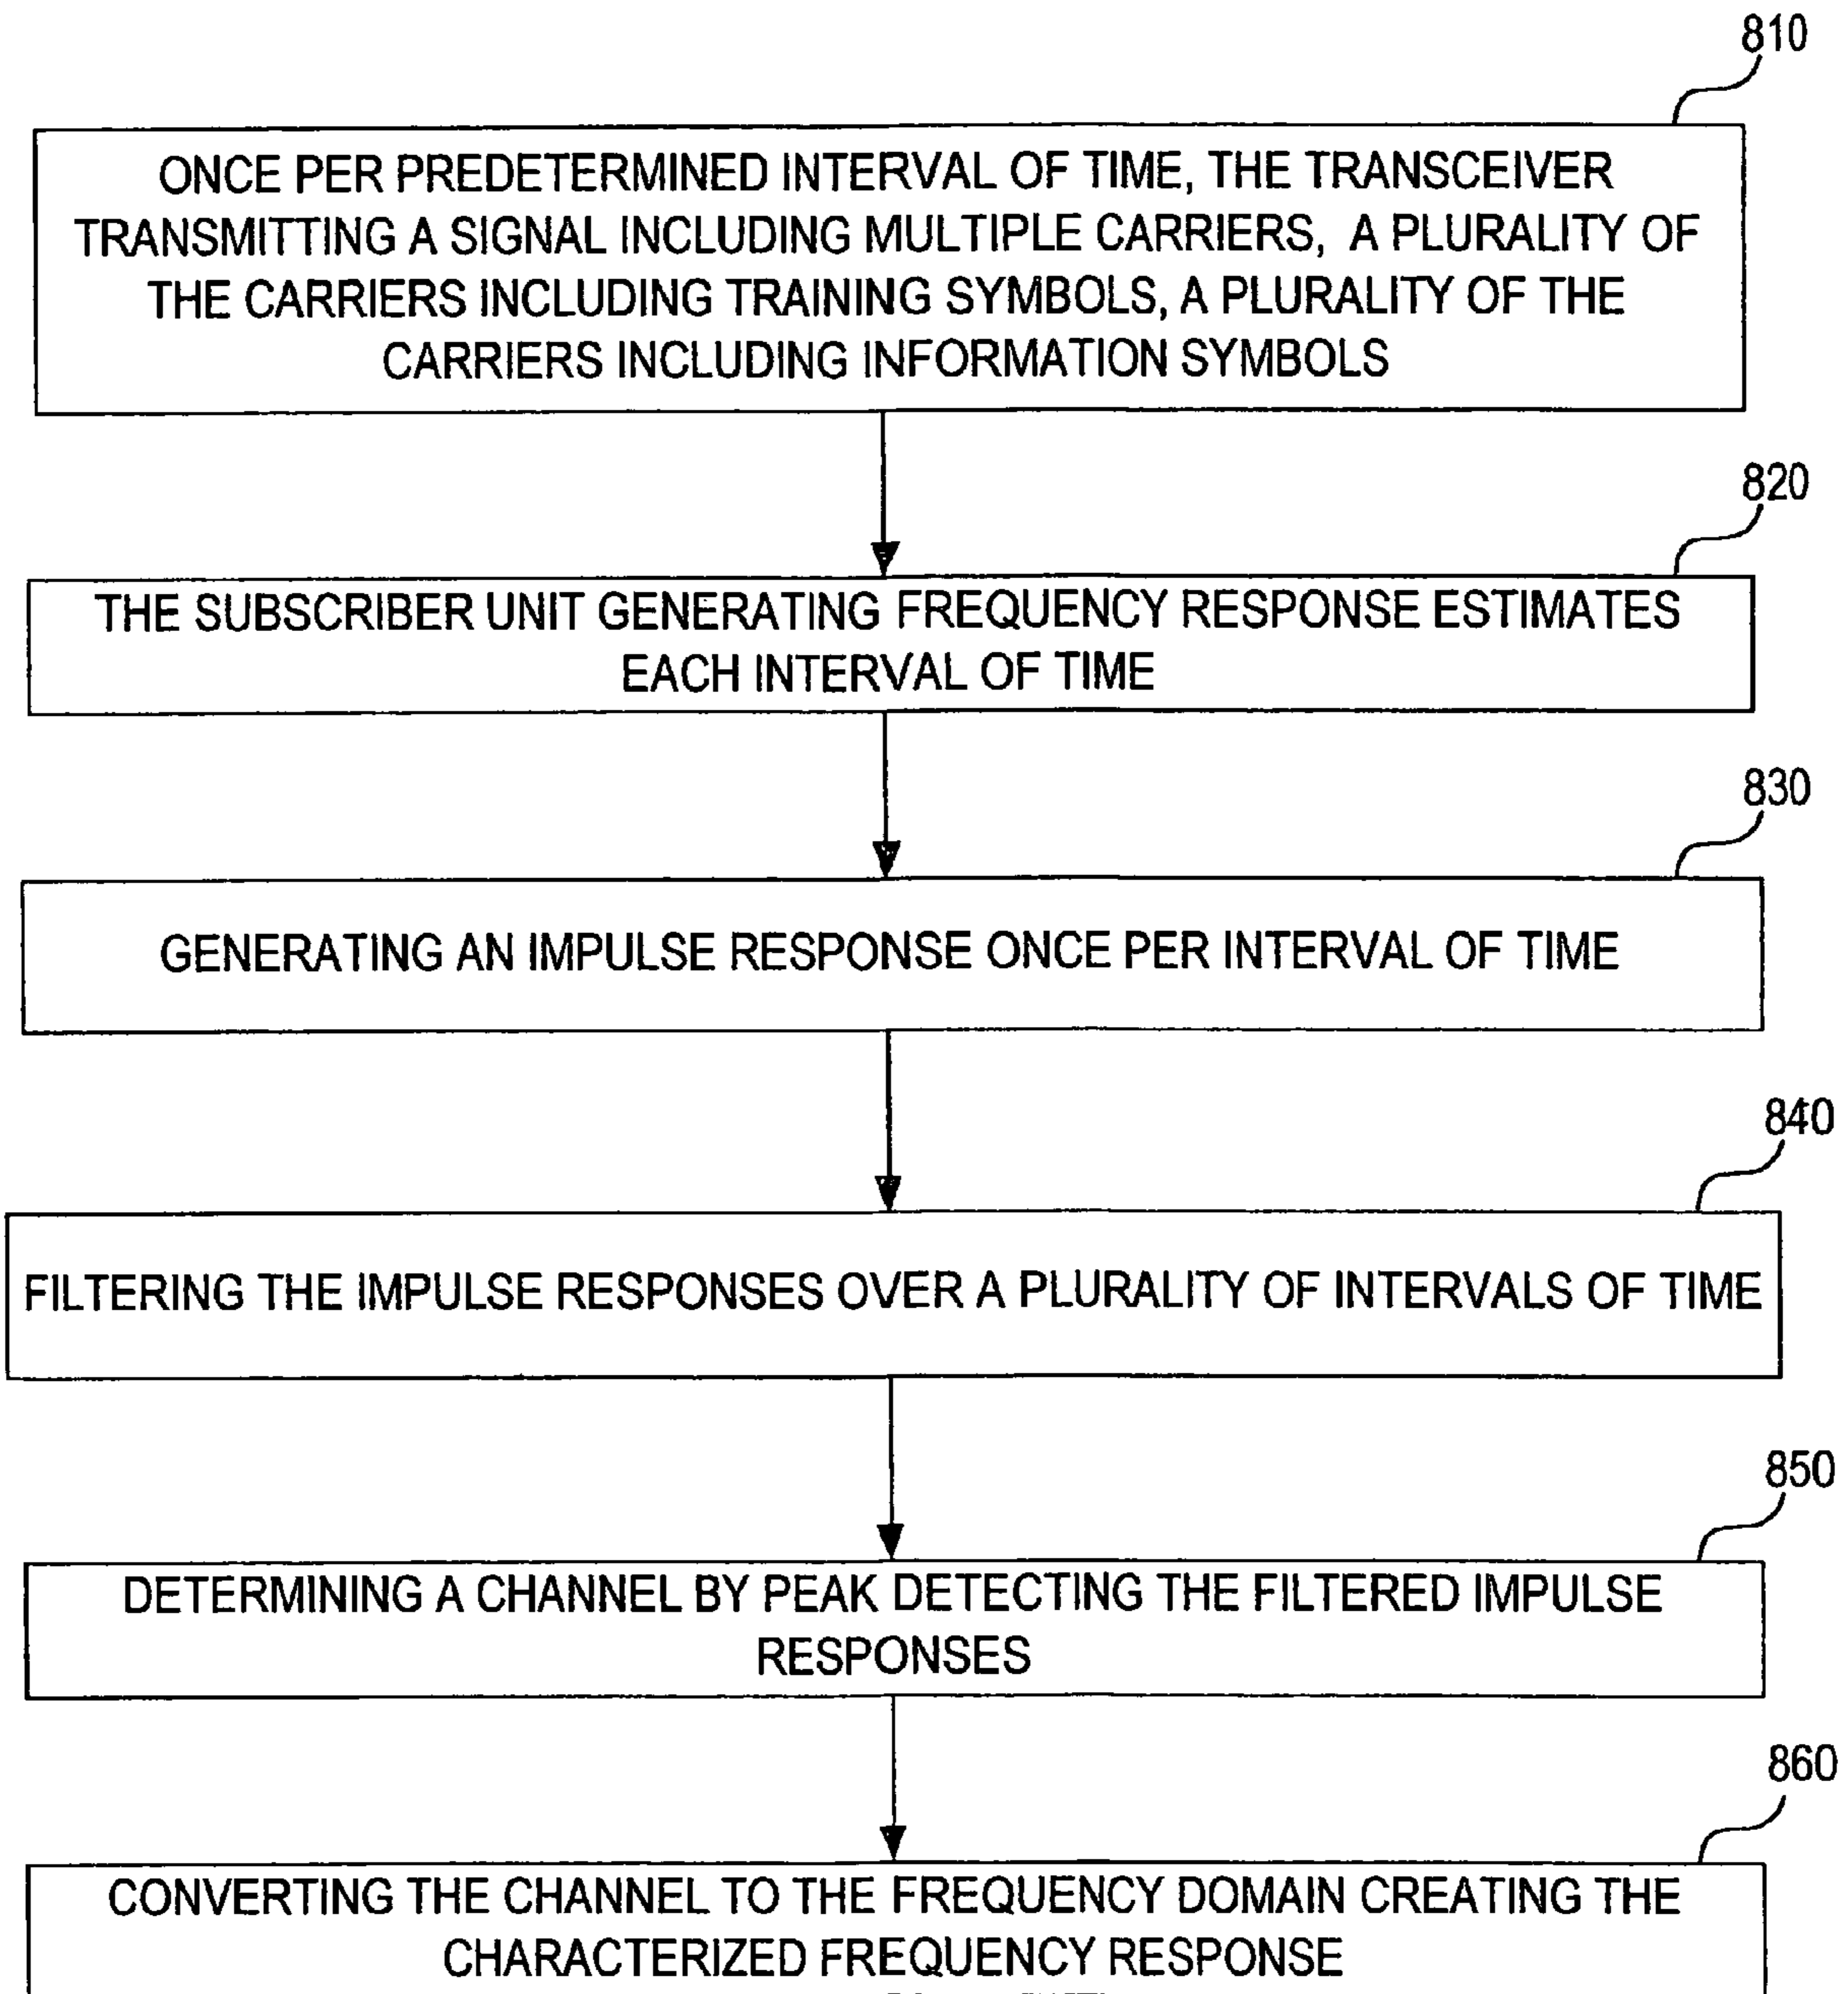 810
ONCE PER PREDETERMINED INTERVAL OF TIME, THE TRANSCEIVER
TRANSMITTING A SIGNAL INCLUDING MULTIPLE CARRIERS, A PLURALITY OF
THE CARRIERS INCLUDING TRAINING SYMBOLS, A PLURALITY OF THE
CARRIERS INCLUDING INFORMATION SYMBOLS
820
THE SUBSCRIBER UNIT GENERATING FREQUENCY RESPONSE ESTIMATES
EACH INTERVAL OF TIME
830
GENERATING AN IMPULSE RESPONSE ONCE PER INTERVAL OF TIME
840
FILTERING THE IMPULSE RESPONSES OVER A PLURALITY OF INTERVALS OF TIME
850
DETERMINING A CHANNEL BY PEAK DETECTING THE FILTERED IMPULSE
RESPONSES
860
CONVERTING THE CHANNEL TO THE FREQUENCY DOMAIN CREATING THE
CHARACTERIZED FREQUENCY RESPONSE